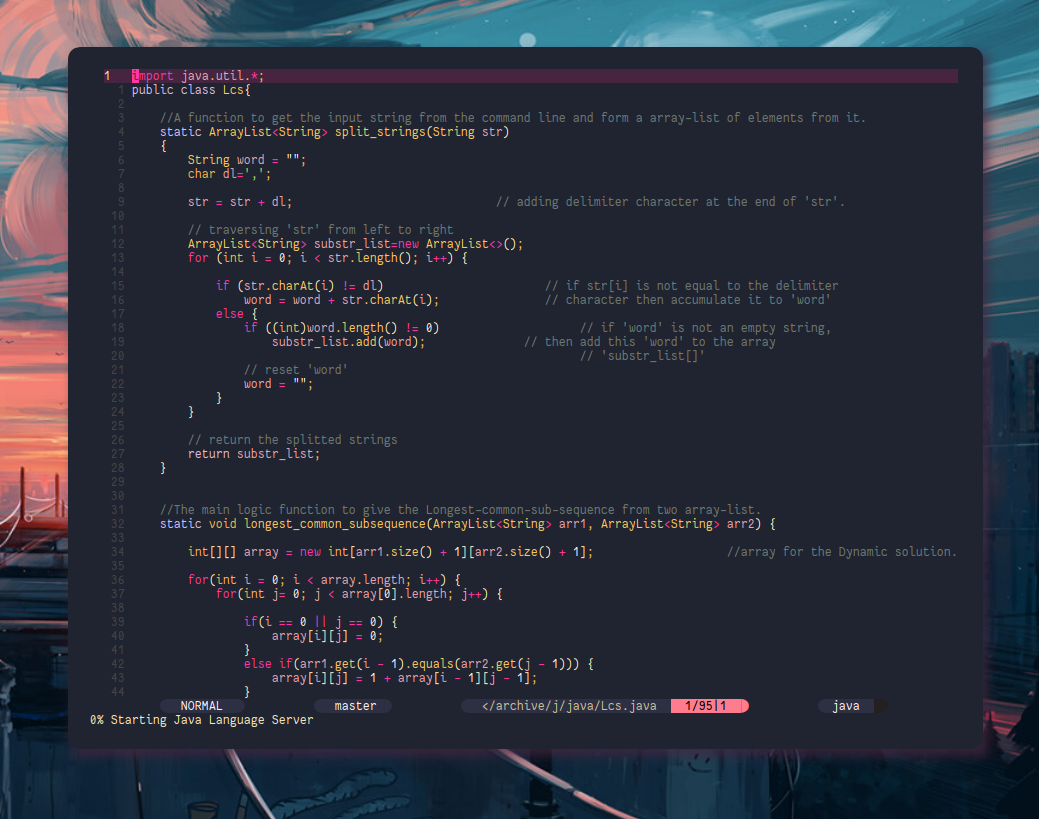 1 import java.util.*;
1 public class Lcs{
2
3 //A function to get the input string from the command line and form a array-list of elements from it.
4 static ArrayList<String> split_strings(String str)
5 {
6 String word = "";
7 char dl=',';
8
9 str = str + dl; // adding delimiter character at the end of 'str'.
10
11 // traversing 'str' from left to right
12 ArrayList<String> substr_list=new ArrayList<>();
13 for (int i = 0; i < str.length(); i++) {
14
15 if (str.charAt(i) != dl) // if str[i] is not equal to the delimiter
16 word = word + str.charAt(i); // character then accumulate it to 'word'
17 else {
18 if ((int)word.length() != 0) // if 'word' is not an empty string,
19 substr_list.add(word); // then add this 'word' to the array
20 // 'substr_list[]'
21 // reset 'word'
22 word = "";
23 }
24 }
25
26 // return the splitted strings
27 return substr_list;
28 }
29
30
31 //The main logic function to give the Longest-common-sub-sequence from two array-list.
32 static void longest_common_subsequence(ArrayList<String> arr1, ArrayList<String> arr2) {
33
34 int[][] array = new int[arr1.size() + 1][arr2.size() + 1]; //array for the Dynamic solution.
35
36 for(int i = 0; i < array.length; i++) {
37 for(int j= 0; j < array[0].length; j++) {
38
39 if(i == 0 || j == 0) {
40 array[i][j] = 0;
41 }
42 else if(arr1.get(i - 1).equals(arr2.get(j - 1))) {
43 array[i][j] = 1 + array[i - 1][j - 1];
44 }
NORMAL master </archive/j/java/Lcs.java 1/95|1 java
0% Starting Java Language Server